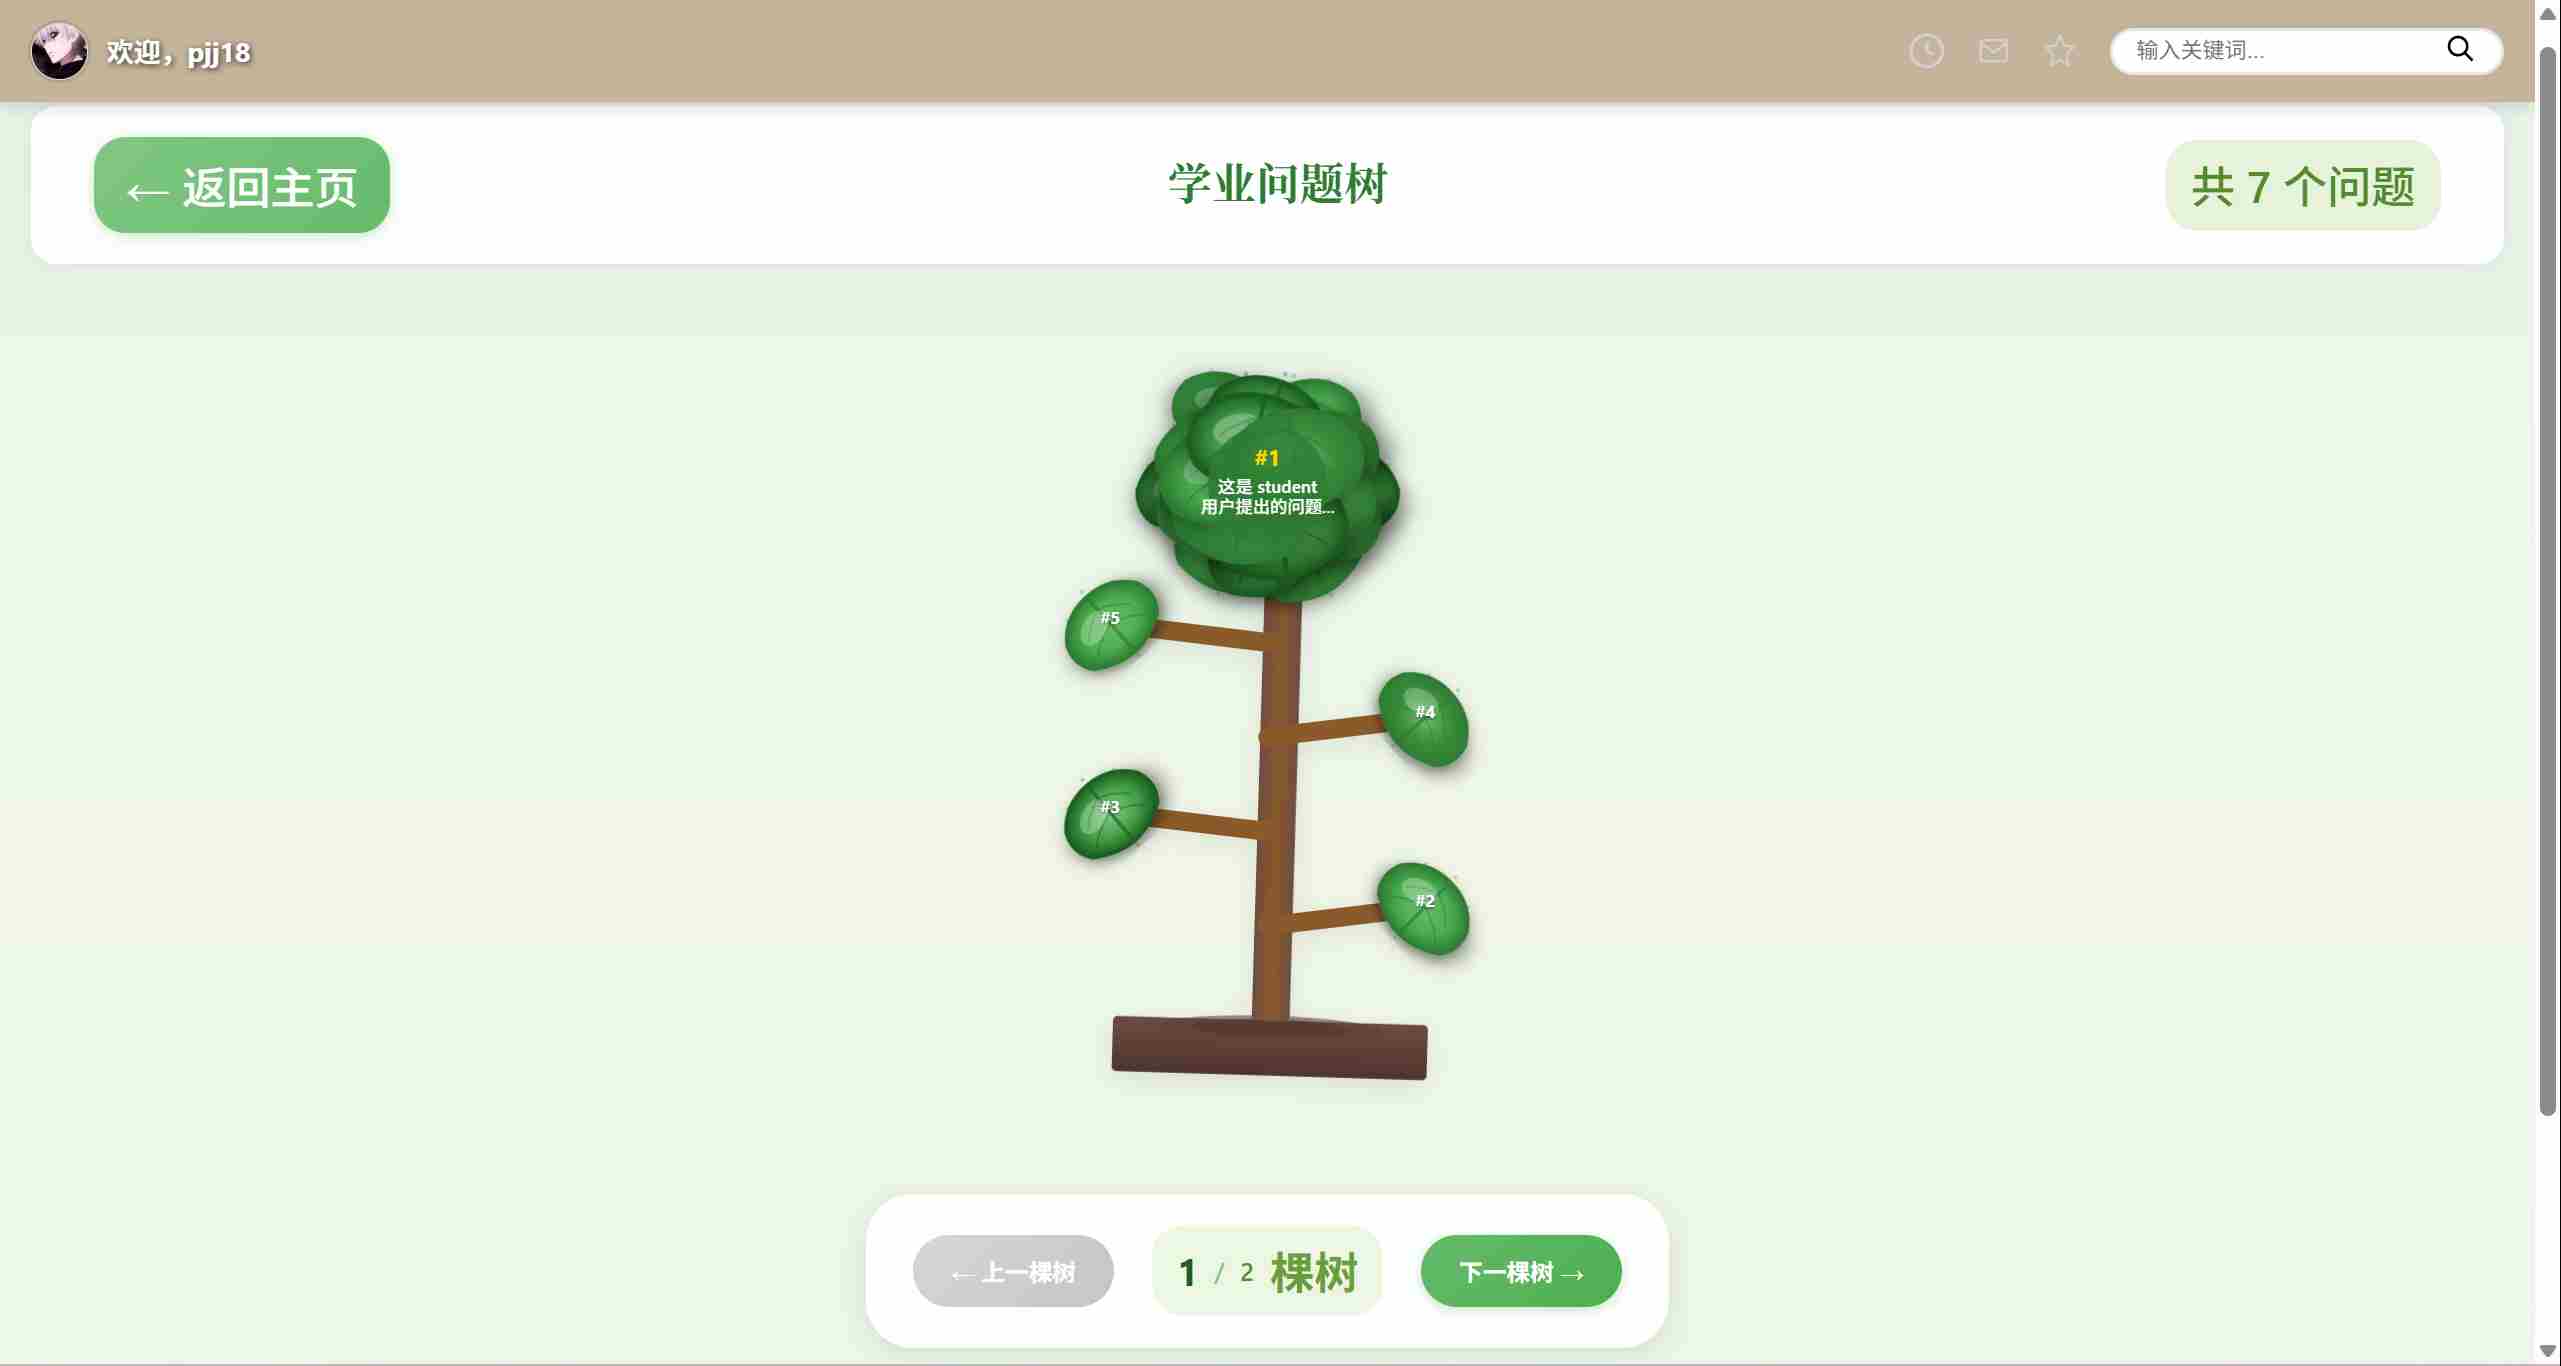 欢迎，pjj18
输入关键词...
← 返回主页
学业问题树
共 7 个问题
#1
这是 student
用户提出的问题...
#5
#4
#3
#2
← 上一棵树
1 / 2 棵树
下一棵树 →